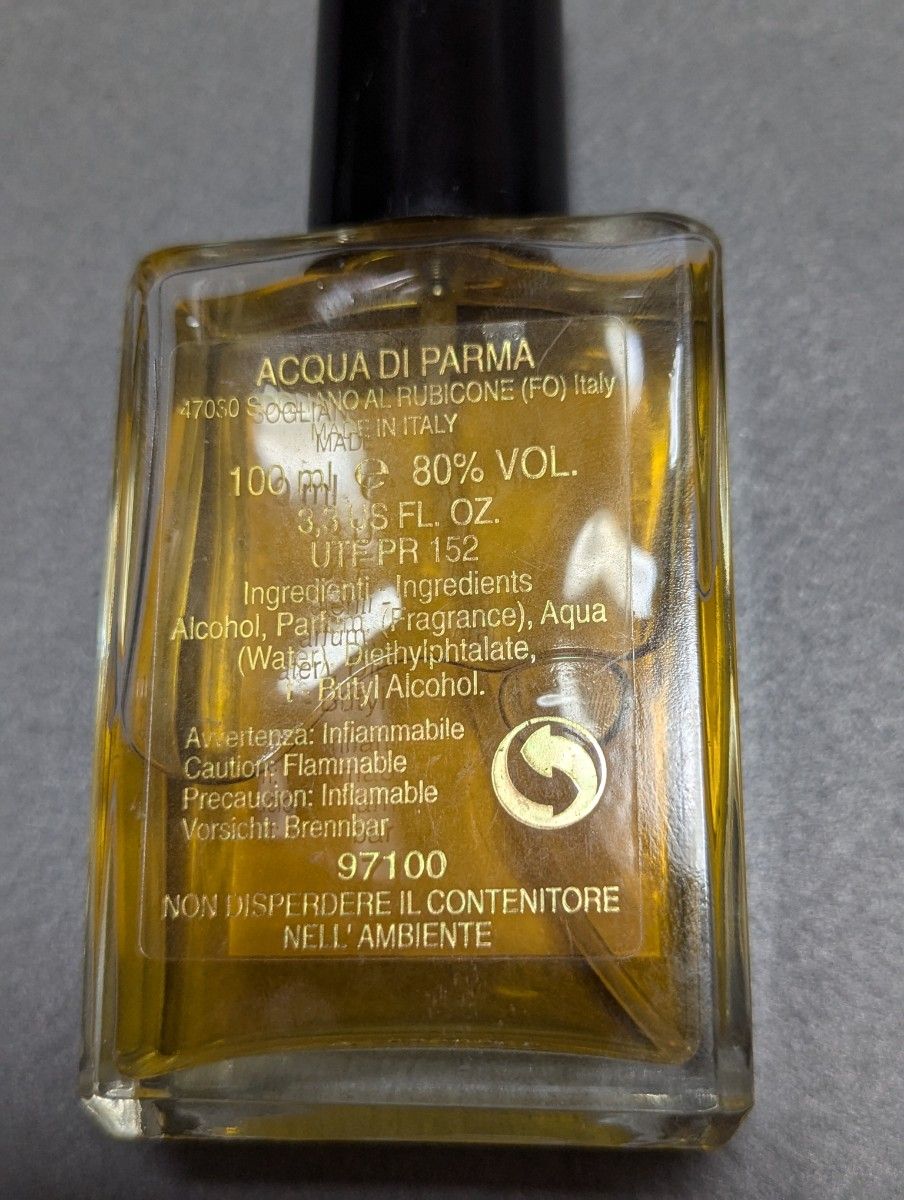 ACQUA DI PARMA
47030 SOGLIANO AL RUBICONE (FO) Italy
MADE IN ITALY
100 ml ℮ 80% VOL.
3,3 US FL. OZ.
UTF PR 152
Ingredienti - Ingredients
Alcohol, Parfum (Fragrance), Aqua
(Water), Diethylphtalate,
t - Butyl Alcohol.
Avvertenza: Infiammabile
Caution: Flammable
Precaucion: Inflamable
Vorsicht: Brennbar
97100
NON DISPERDERE IL CONTENITORE
NELL' AMBIENTE